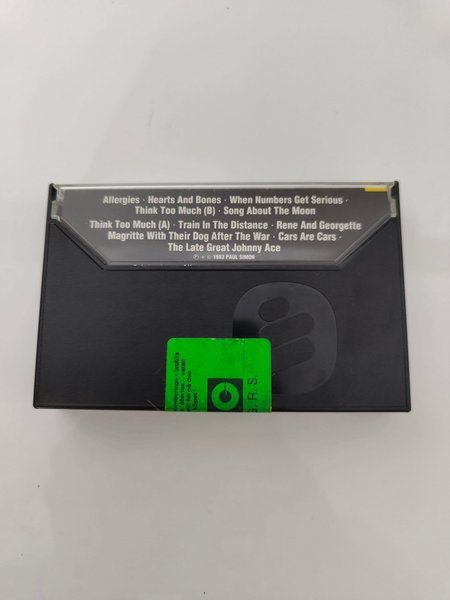 Allergies · Hearts And Bones · When Numbers Get Serious ·
Think Too Much (B) · Song About The Moon
Think Too Much (A) · Train In The Distance · Rene And Georgette
Magritte With Their Dog After The War · Cars Are Cars ·
The Late Great Johnny Ace
℗ + © 1983 PAUL SIMON
G.R.S.